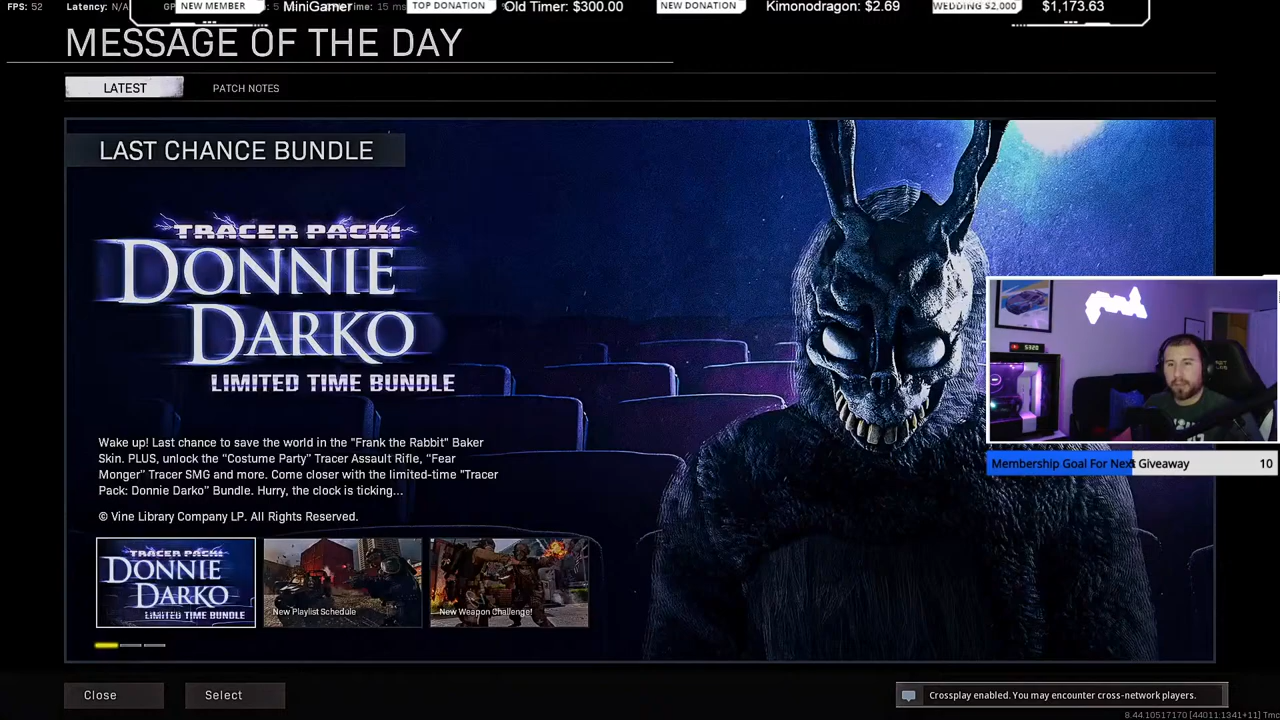 FPS: 52 Latency: N/A
NEW MEMBER MiniGamer TOP DONATION Old Timer: $300.00 NEW DONATION Kimonodragon: $2.69 WEDDING $2,000 $1,173.63
MESSAGE OF THE DAY
LATEST PATCH NOTES
LAST CHANCE BUNDLE
TRACER PACK:
DONNIE
DARKO
LIMITED TIME BUNDLE
Wake up! Last chance to save the world in the "Frank the Rabbit" Baker
Skin. PLUS, unlock the "Costume Party" Tracer Assault Rifle, "Fear
Monger" Tracer SMG and more. Come closer with the limited-time "Tracer
Pack: Donnie Darko" Bundle. Hurry, the clock is ticking...
© Vine Library Company LP. All Rights Reserved.
TRACER PACK:
DONNIE
DARKO
LIMITED TIME BUNDLE
New Playlist Schedule
New Weapon Challenge!
5928
Membership Goal For Next Giveaway 10
Close Select
Crossplay enabled. You may encounter cross-network players.